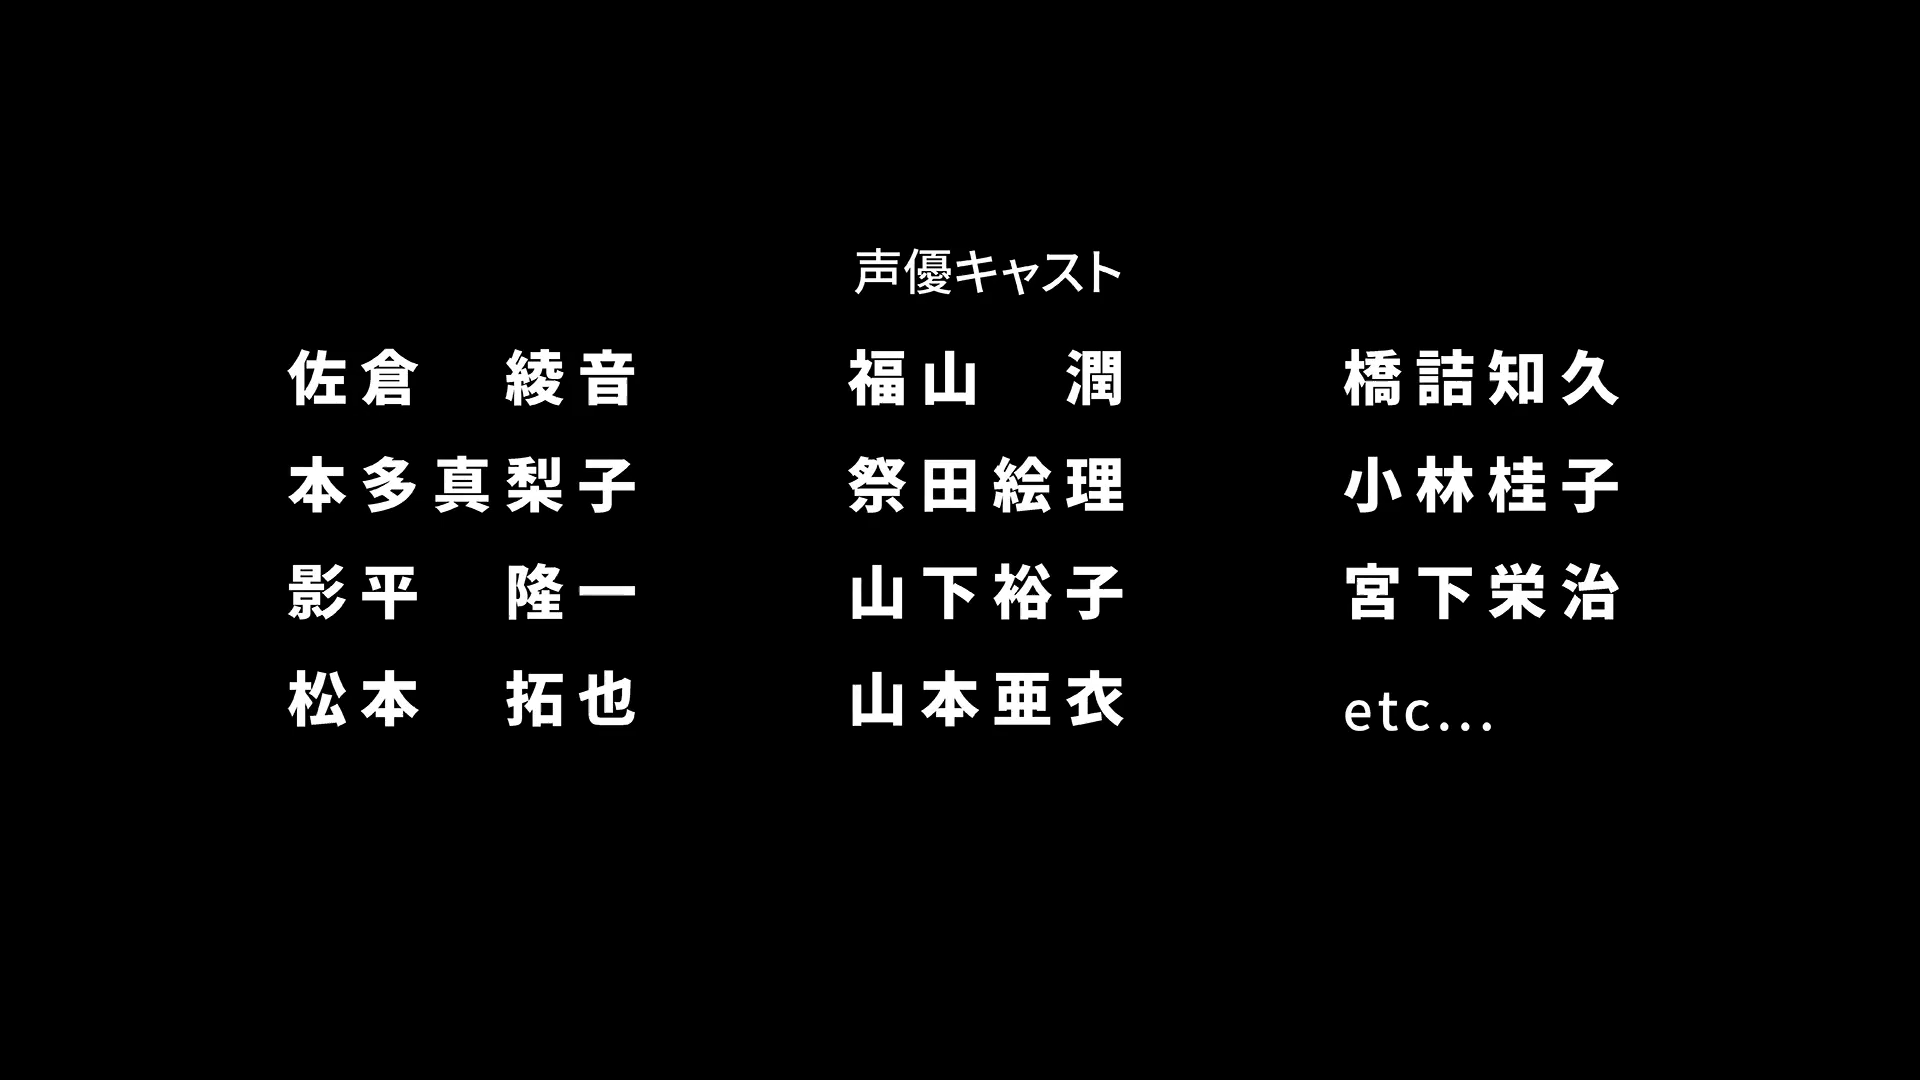 声優キャスト
佐倉　綾音　福山　潤　橋詰知久
本多真梨子　祭田絵理　小林桂子
影平　隆一　山下裕子　宮下栄治
松本　拓也　山本亜衣　etc...